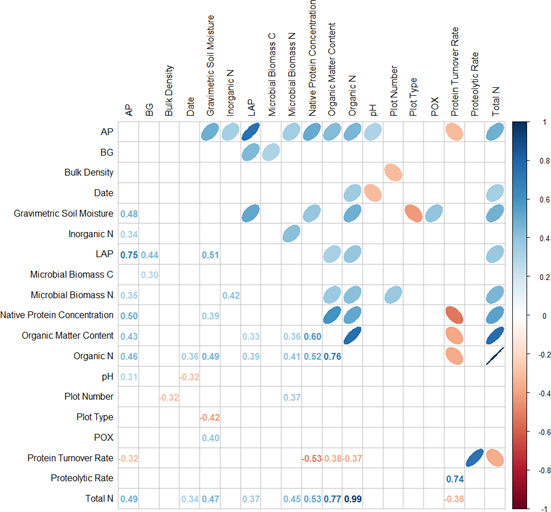 AP
BG
Bulk Density
Date
Gravimetric Soil Moisture
Inorganic N
LAP
Microbial Biomass C
Microbial Biomass N
Native Protein Concentration
Organic Matter Content
Organic N
pH
Plot Number
Plot Type
POX
Protein Turnover Rate
Proteolytic Rate
Total N
AP
BG
Bulk Density
Date
Gravimetric Soil Moisture 0.48
Inorganic N 0.34
LAP 0.75 0.44 0.51
Microbial Biomass C 0.30
Microbial Biomass N 0.35 0.42
Native Protein Concentration 0.50 0.39
Organic Matter Content 0.43 0.33 0.36 0.60
Organic N 0.46 0.36 0.49 0.39 0.41 0.52 0.76
pH 0.31 -0.32
Plot Number -0.32 0.37
Plot Type -0.42
POX 0.40
Protein Turnover Rate -0.32 -0.53 -0.38 -0.37
Proteolytic Rate 0.74
Total N 0.49 0.34 0.47 0.37 0.45 0.53 0.77 0.99 -0.36
1
0.8
0.6
0.4
0.2
0
-0.2
-0.4
-0.6
-0.8
-1